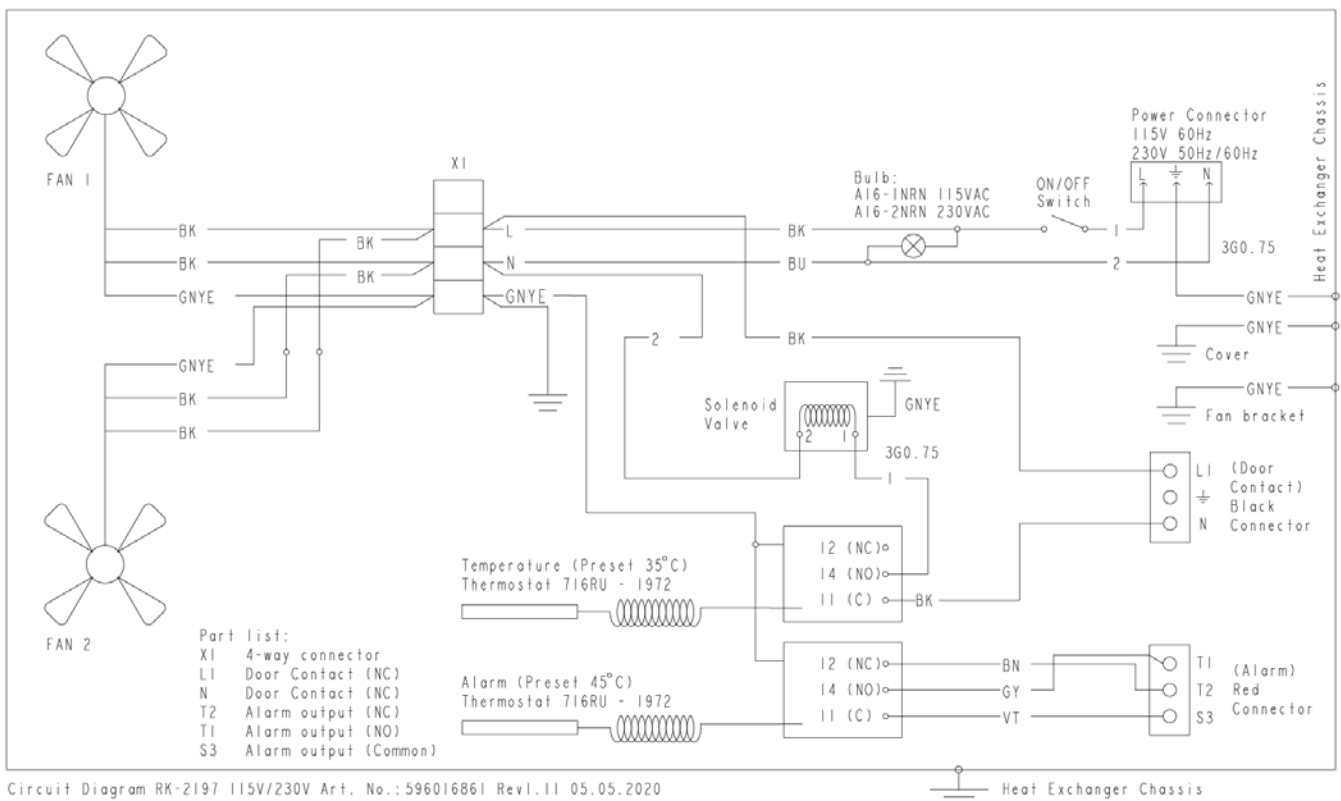 FAN 1
X1
Bulb:
A16-1NRN 115VAC
A16-2NRN 230VAC
ON/OFF
Switch
Power Connector
115V 60Hz
230V 50Hz/60Hz
L
N
Heat Exchanger Chassis
BK
BK
L
BK
1
3G0.75
BK
BK
N
BU
2
GNYE
GNYE
GNYE
GNYE
Cover
2
BK
GNYE
BK
BK
Solenoid
Valve
2
1
GNYE
3G0.75
1
GNYE
Fan bracket
L1
N
(Door
Contact)
Black
Connector
Temperature (Preset 35°C)
Thermostat 716RU - 1972
12 (NC)
14 (NO)
11 (C)
BK
FAN 2
Alarm (Preset 45°C)
Thermostat 716RU - 1972
12 (NC)
14 (NO)
11 (C)
BN
GY
VT
T1
T2
S3
(Alarm)
Red
Connector
Part list:
X1 4-way connector
L1 Door Contact (NC)
N Door Contact (NC)
T2 Alarm output (NC)
T1 Alarm output (NO)
S3 Alarm output (Common)
Circuit Diagram RK-2197 115V/230V Art. No.:596016861 Rev1.11 05.05.2020
Heat Exchanger Chassis